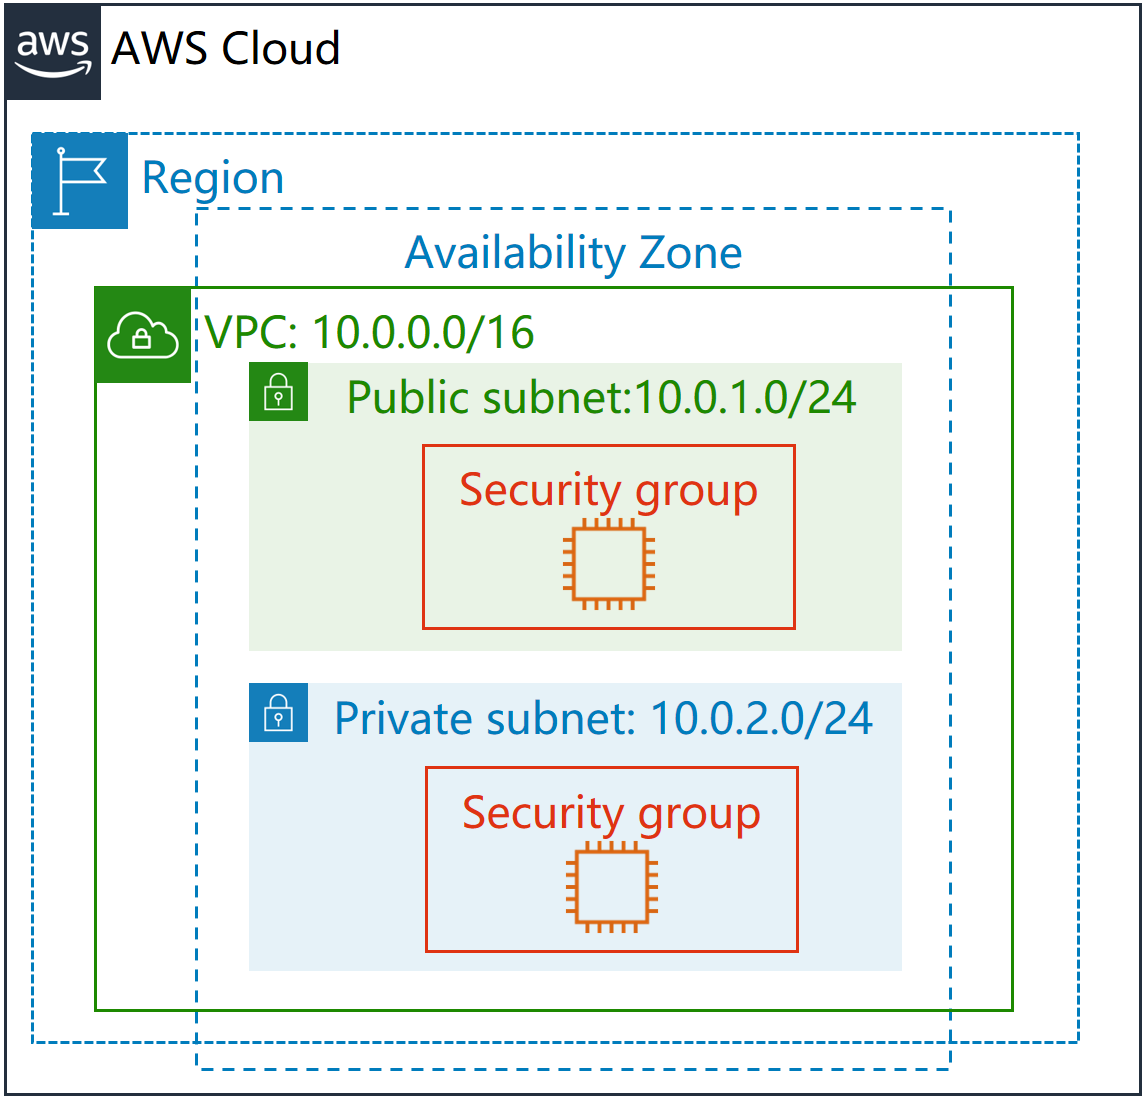 aws
AWS Cloud
Region
Availability Zone
VPC: 10.0.0.0/16
Public subnet:10.0.1.0/24
Security group
Private subnet: 10.0.2.0/24
Security group